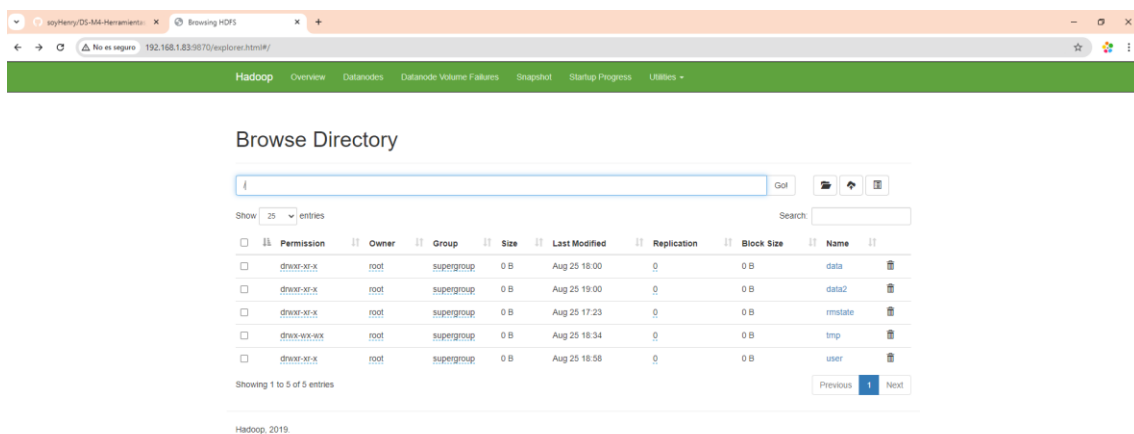 soyHenry/DS-M4-Herramientas
Browsing HDFS
No es seguro 192.168.1.83:9870/explorer.html#/
Hadoop Overview Datanodes Datanode Volume Failures Snapshot Startup Progress Utilities
Browse Directory
/ Go!
Show 25 entries Search:
Permission Owner Group Size Last Modified Replication Block Size Name
drwxr-xr-x root supergroup 0 B Aug 25 18:00 0 0 B data
drwxr-xr-x root supergroup 0 B Aug 25 19:00 0 0 B data2
drwxr-xr-x root supergroup 0 B Aug 25 17:23 0 0 B rmstate
drwx-wx-wx root supergroup 0 B Aug 25 18:34 0 0 B tmp
drwxr-xr-x root supergroup 0 B Aug 25 18:58 0 0 B user
Showing 1 to 5 of 5 entries Previous 1 Next
Hadoop, 2019.